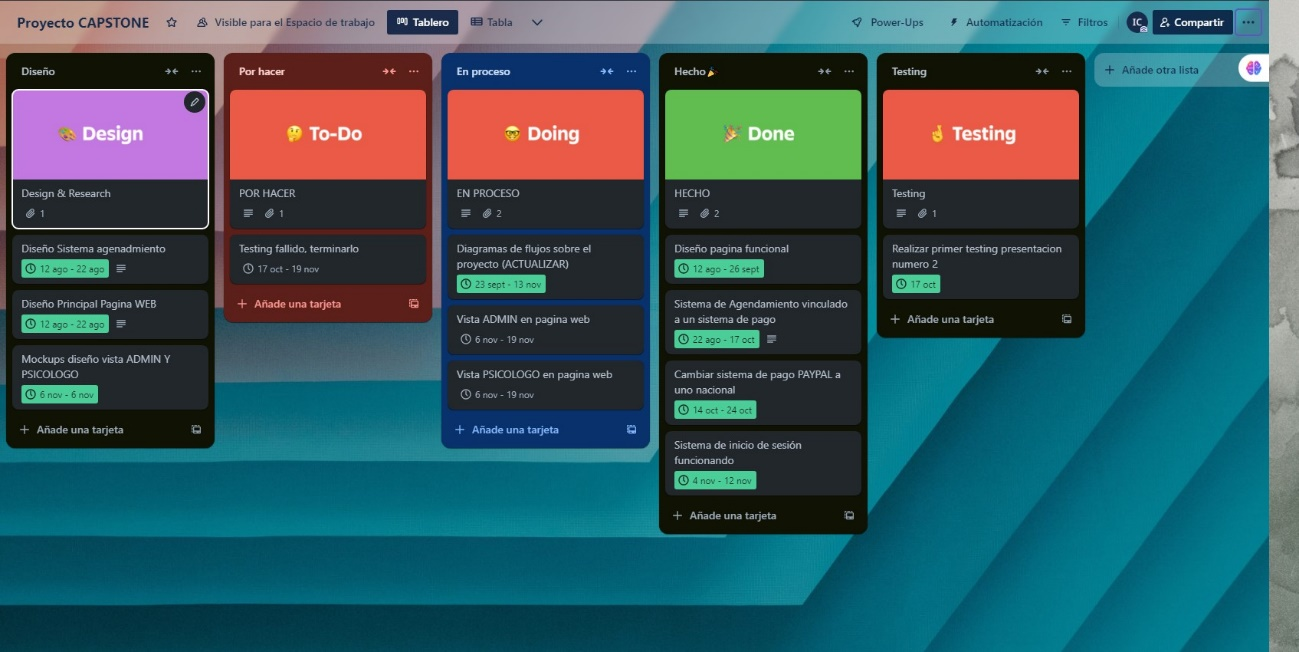 Proyecto CAPSTONE
Visible para el Espacio de trabajo
Tablero
Tabla
Power-Ups
Automatización
Filtros
IC
Compartir
Diseño
Design
Design & Research
1
Diseño Sistema agenadmiento
12 ago - 22 ago
Diseño Principal Pagina WEB
12 ago - 22 ago
Mockups diseño vista ADMIN Y
PSICOLOGO
6 nov - 6 nov
+ Añade una tarjeta
Por hacer
To-Do
POR HACER
1
Testing fallido, terminarlo
17 oct - 19 nov
+ Añade una tarjeta
En proceso
Doing
EN PROCESO
2
Diagramas de flujos sobre el
proyecto (ACTUALIZAR)
23 sept - 13 nov
Vista ADMIN en pagina web
6 nov - 19 nov
Vista PSICOLOGO en pagina web
6 nov - 19 nov
+ Añade una tarjeta
Hecho🎉
Done
HECHO
2
Diseño pagina funcional
12 ago - 26 sept
Sistema de Agendamiento vinculado
a un sistema de pago
22 ago - 17 oct
Cambiar sistema de pago PAYPAL a
uno nacional
14 oct - 24 oct
Sistema de inicio de sesión
funcionando
4 nov - 12 nov
+ Añade una tarjeta
Testing
Testing
Testing
1
Realizar primer testing presentacion
numero 2
17 oct
+ Añade una tarjeta
+ Añade otra lista